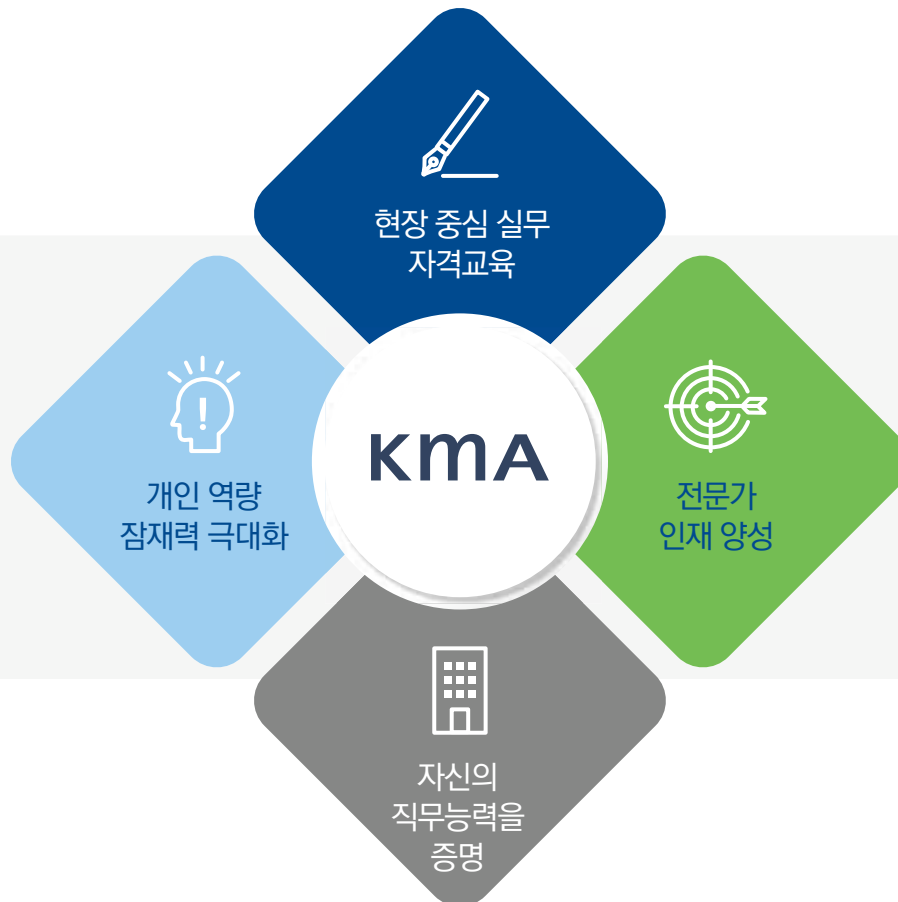 현장 중심 실무
자격교육
개인 역량
잠재력 극대화
KMA
전문가
인재 양성
자신의
직무능력을
증명